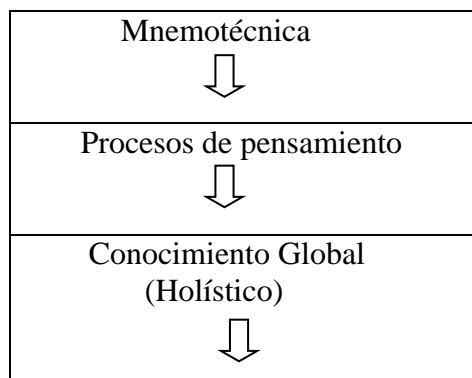 Mnemotécnica
Procesos de pensamiento
Conocimiento Global
(Holístico)